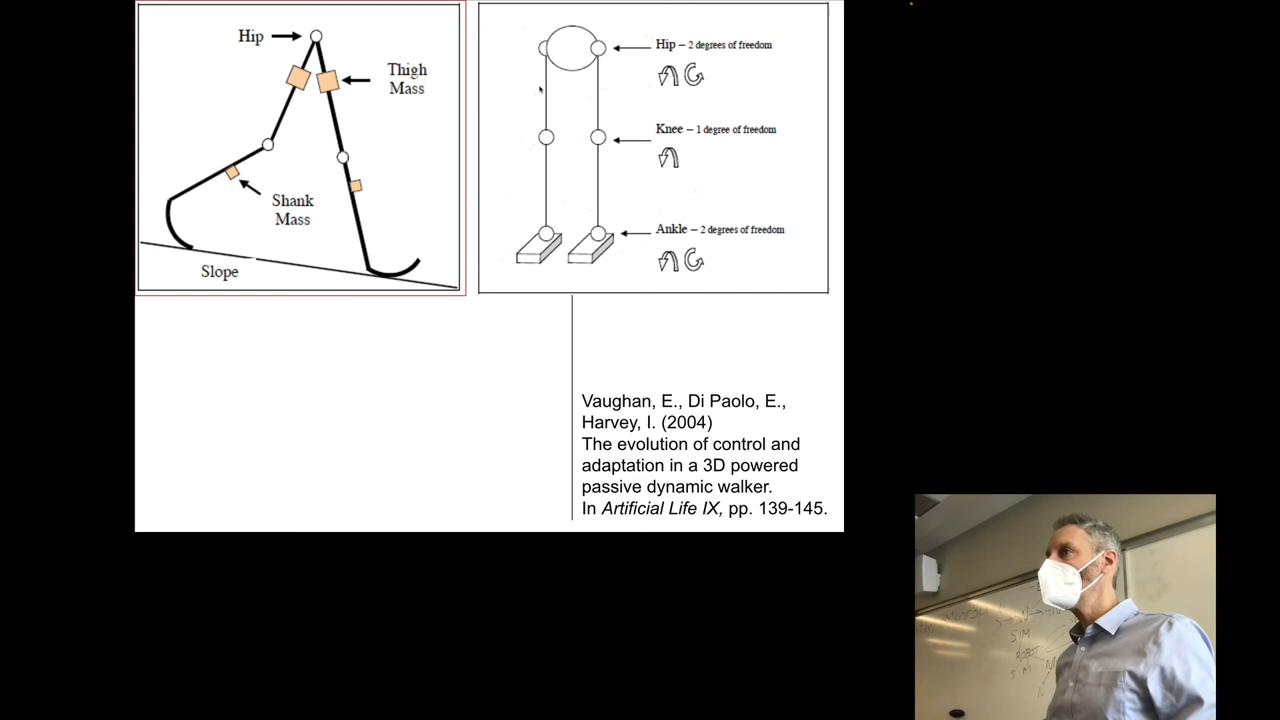 Hip
Thigh
Mass
Shank
Mass
Slope
Hip – 2 degrees of freedom
Knee – 1 degree of freedom
Ankle – 2 degrees of freedom
Vaughan, E., Di Paolo, E.,
Harvey, I. (2004)
The evolution of control and
adaptation in a 3D powered
passive dynamic walker.
In Artificial Life IX, pp. 139-145.
SIM
ROBOT